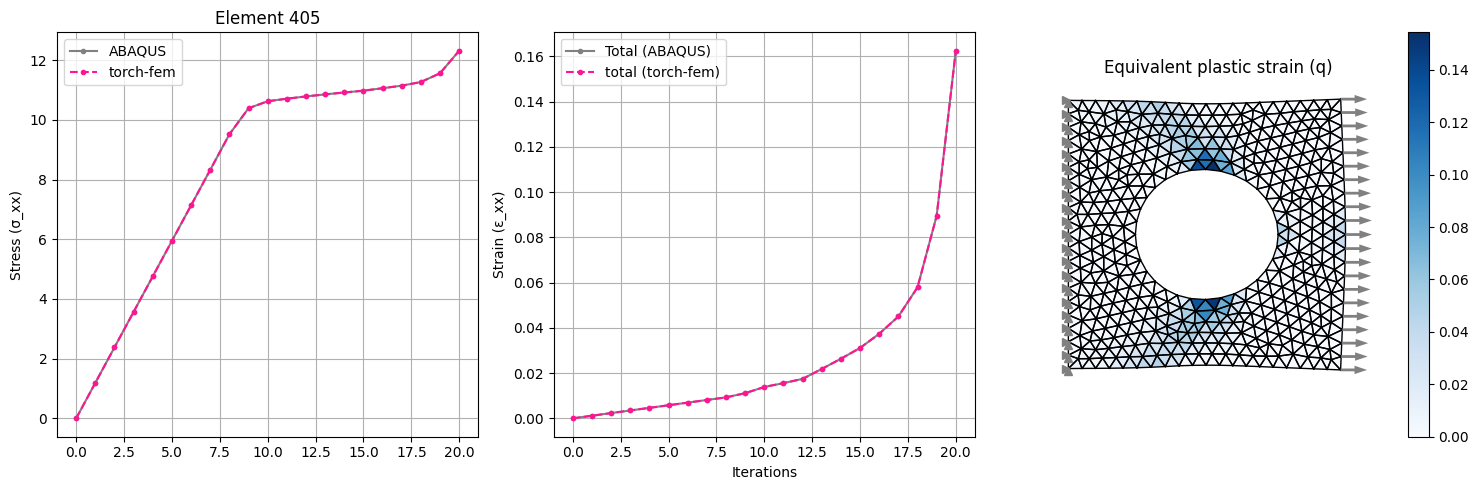 Element 405
ABAQUS
torch-fem
Stress (σ_xx)
12
10
8
6
4
2
0
0.0 2.5 5.0 7.5 10.0 12.5 15.0 17.5 20.0
Total (ABAQUS)
total (torch-fem)
Strain (ε_xx)
0.16
0.14
0.12
0.10
0.08
0.06
0.04
0.02
0.00
0.0 2.5 5.0 7.5 10.0 12.5 15.0 17.5 20.0
Iterations
Equivalent plastic strain (q)
0.14
0.12
0.10
0.08
0.06
0.04
0.02
0.00